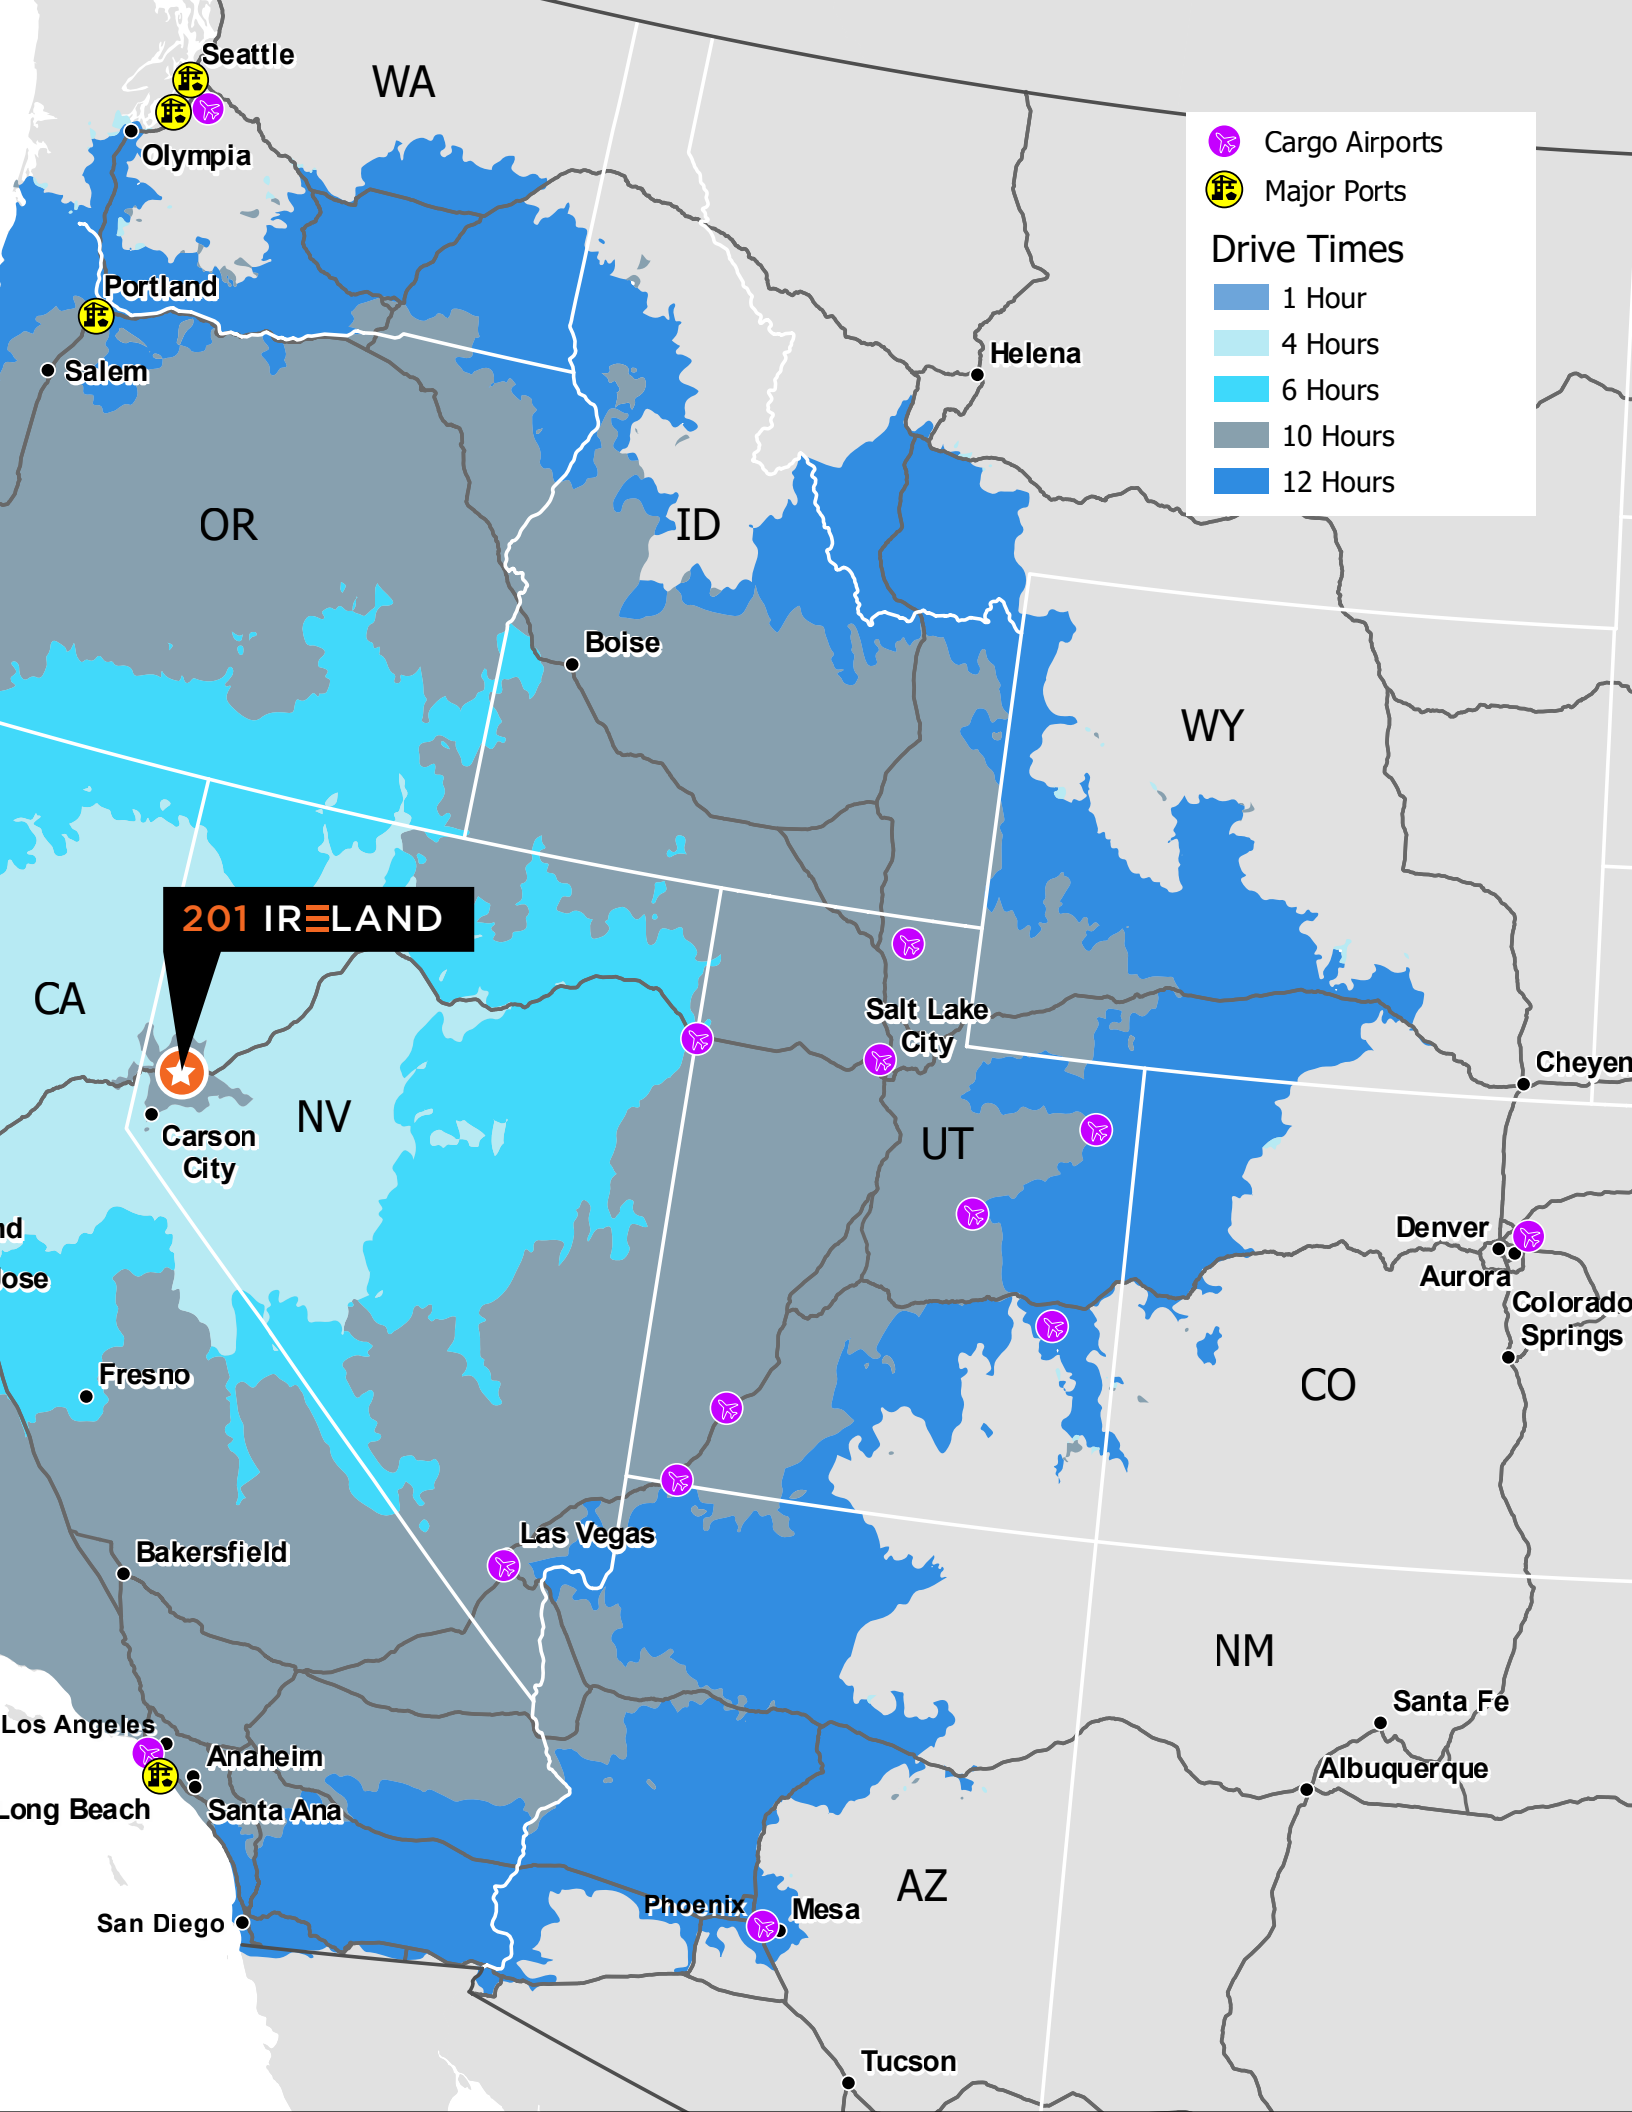 Seattle
WA
Olympia
Cargo Airports
Major Ports
Drive Times
1 Hour
4 Hours
6 Hours
10 Hours
12 Hours
Portland
Salem
Helena
OR
ID
Boise
WY
201 IRELAND
CA
Salt Lake
City
Cheyen
NV
Carson
City
UT
nd
Jose
Denver
Aurora
Colorado
Springs
Fresno
CO
Las Vegas
Bakersfield
NM
Santa Fe
Los Angeles
Anaheim
Albuquerque
Long Beach
Santa Ana
AZ
Phoenix
Mesa
San Diego
Tucson